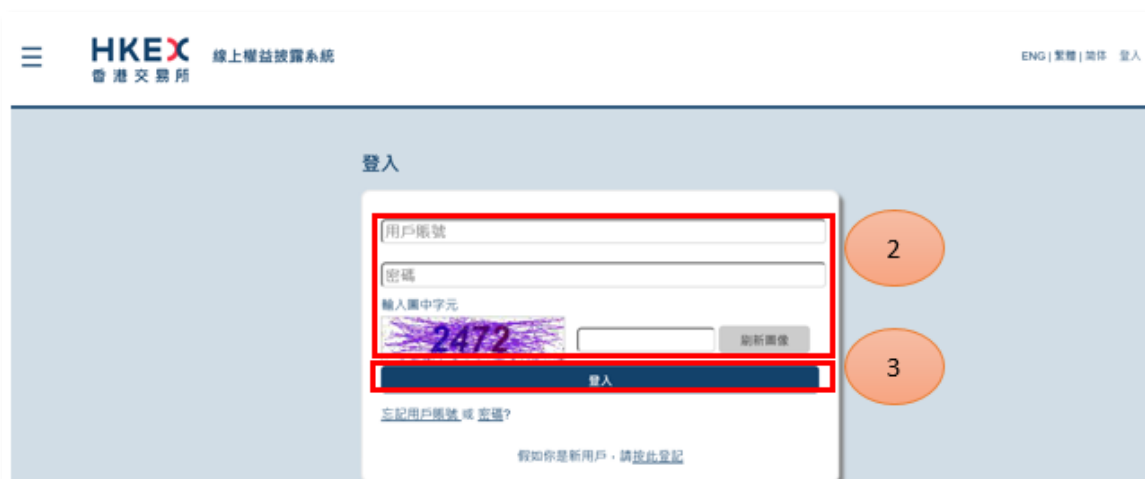 HKEX
香港交易所
線上權益披露系統
ENG | 繁體 | 简体 登入
登入
用戶賬號
2
密碼
輸入圖中字元
2472
刷新圖像
登入
3
忘記用戶賬號 或 密碼?
假如你是新用戶，請按此登記